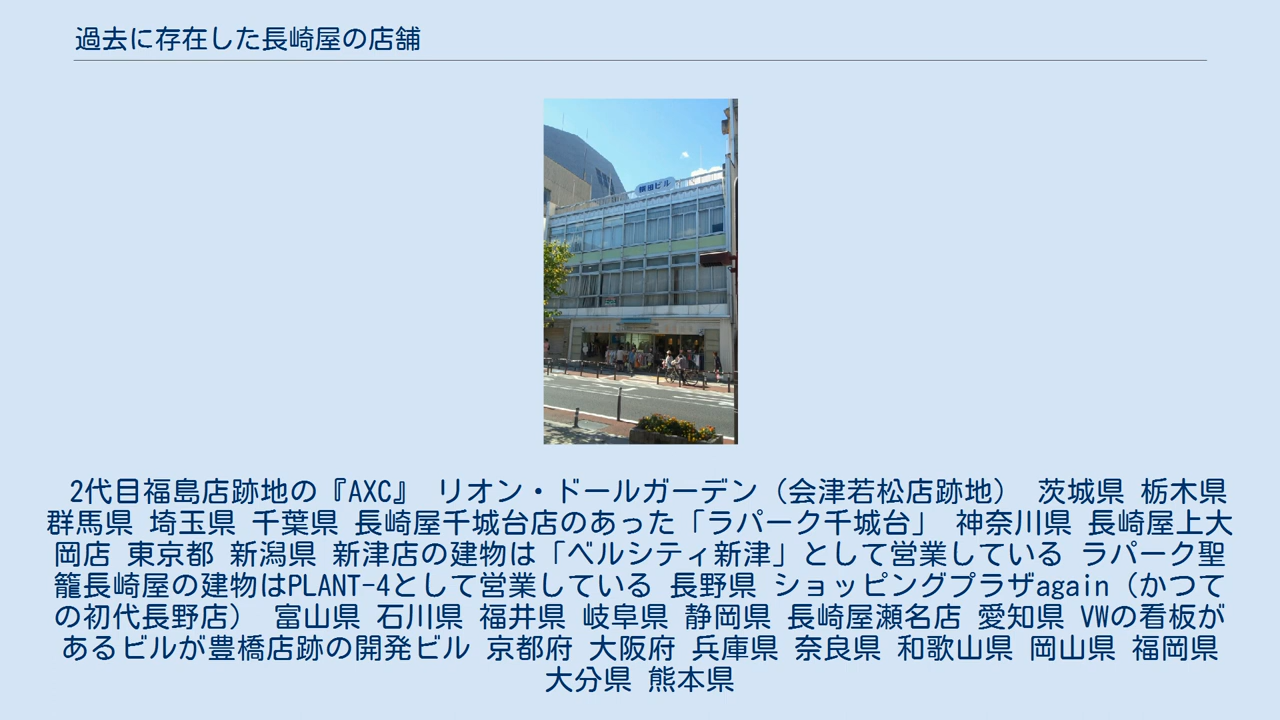 過去に存在した長崎屋の店舗
2代目福島店跡地の『AXC』 リオン・ドールガーデン（会津若松店跡地） 茨城県 栃木県
群馬県 埼玉県 千葉県 長崎屋千城台店のあった「ラパーク千城台」 神奈川県 長崎屋上大
岡店 東京都 新潟県 新津店の建物は「ベルシティ新津」として営業している ラパーク聖
籠長崎屋の建物はPLANT-4として営業している 長野県 ショッピングプラザagain（かつて
の初代長野店） 富山県 石川県 福井県 岐阜県 静岡県 長崎屋瀬名店 愛知県 VWの看板が
あるビルが豊橋店跡の開発ビル 京都府 大阪府 兵庫県 奈良県 和歌山県 岡山県 福岡県
大分県 熊本県